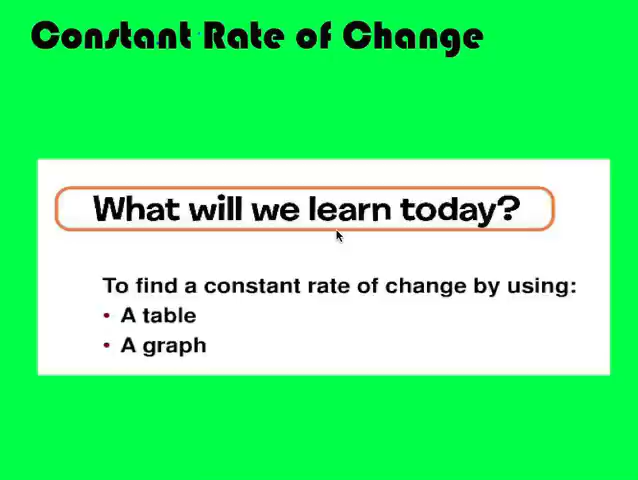 Constant Rate of Change
What will we learn today?
To find a constant rate of change by using:
• A table
• A graph